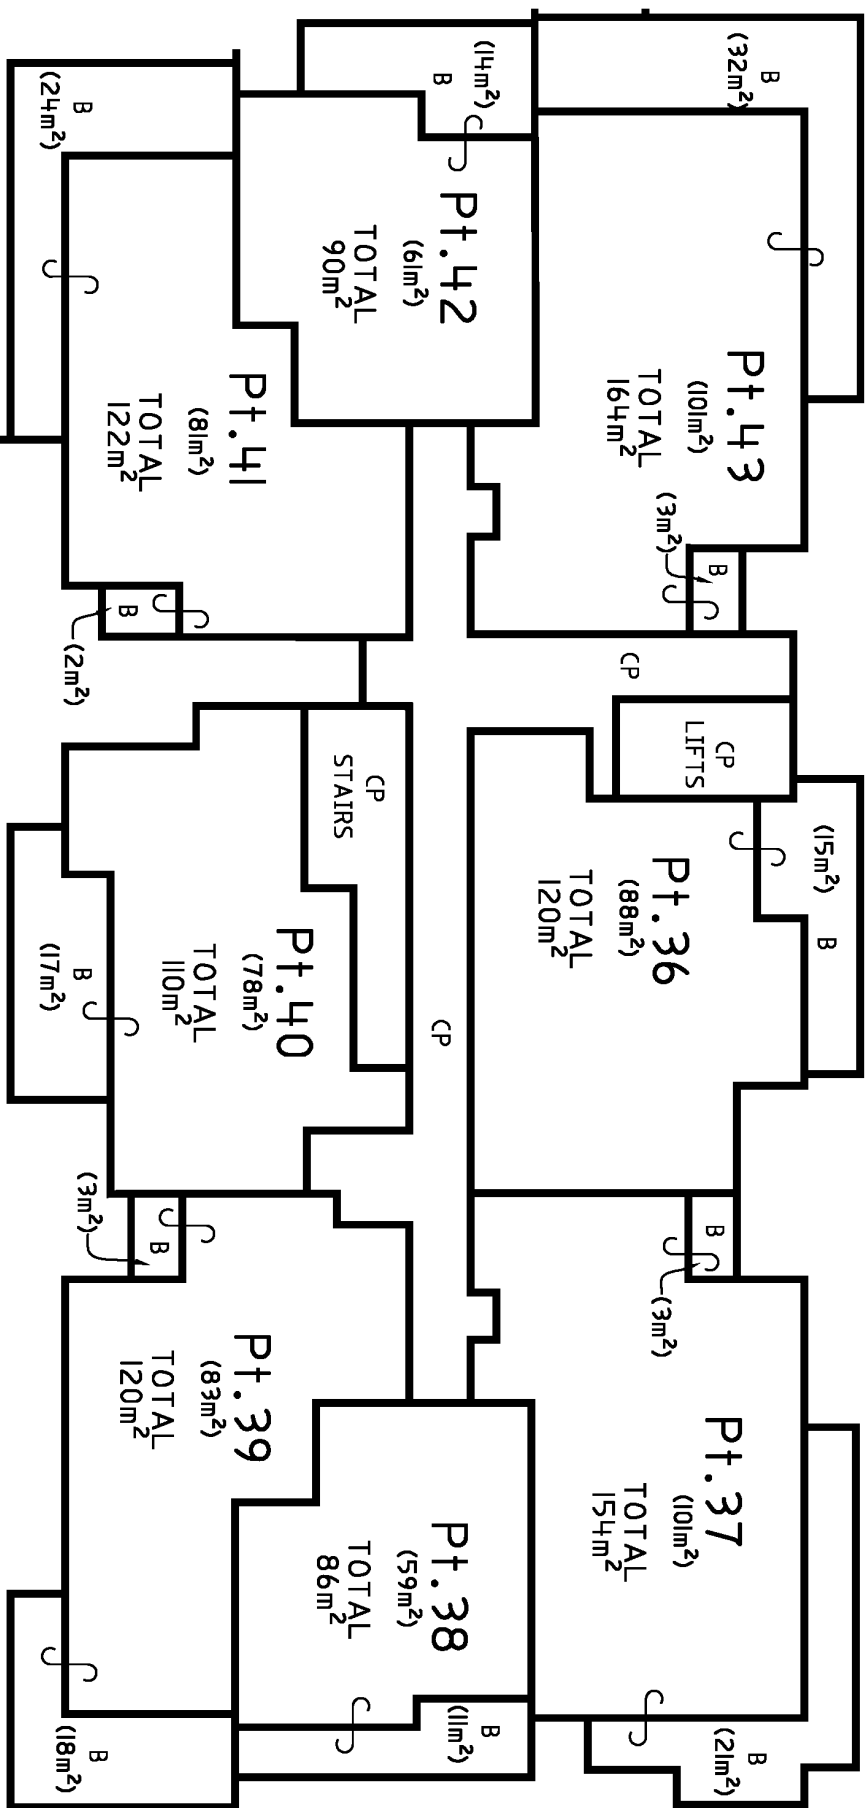 B
(32m²)
Pt.43
(101m²)
TOTAL
164m²
B
(3m²)
CP
CP
LIFTS
(15m²)
B
Pt.36
(88m²)
TOTAL
120m²
B
(3m²)
Pt.37
(101m²)
TOTAL
154m²
B
(21m²)
(14m²)
B
Pt.42
(61m²)
TOTAL
90m²
CP
CP
STAIRS
Pt.38
(59m²)
TOTAL
86m²
B
(11m²)
B
(24m²)
Pt.41
(81m²)
TOTAL
122m²
B
(2m²)
Pt.40
(78m²)
TOTAL
110m²
B
(17m²)
B
(3m²)
Pt.39
(83m²)
TOTAL
120m²
B
(18m²)